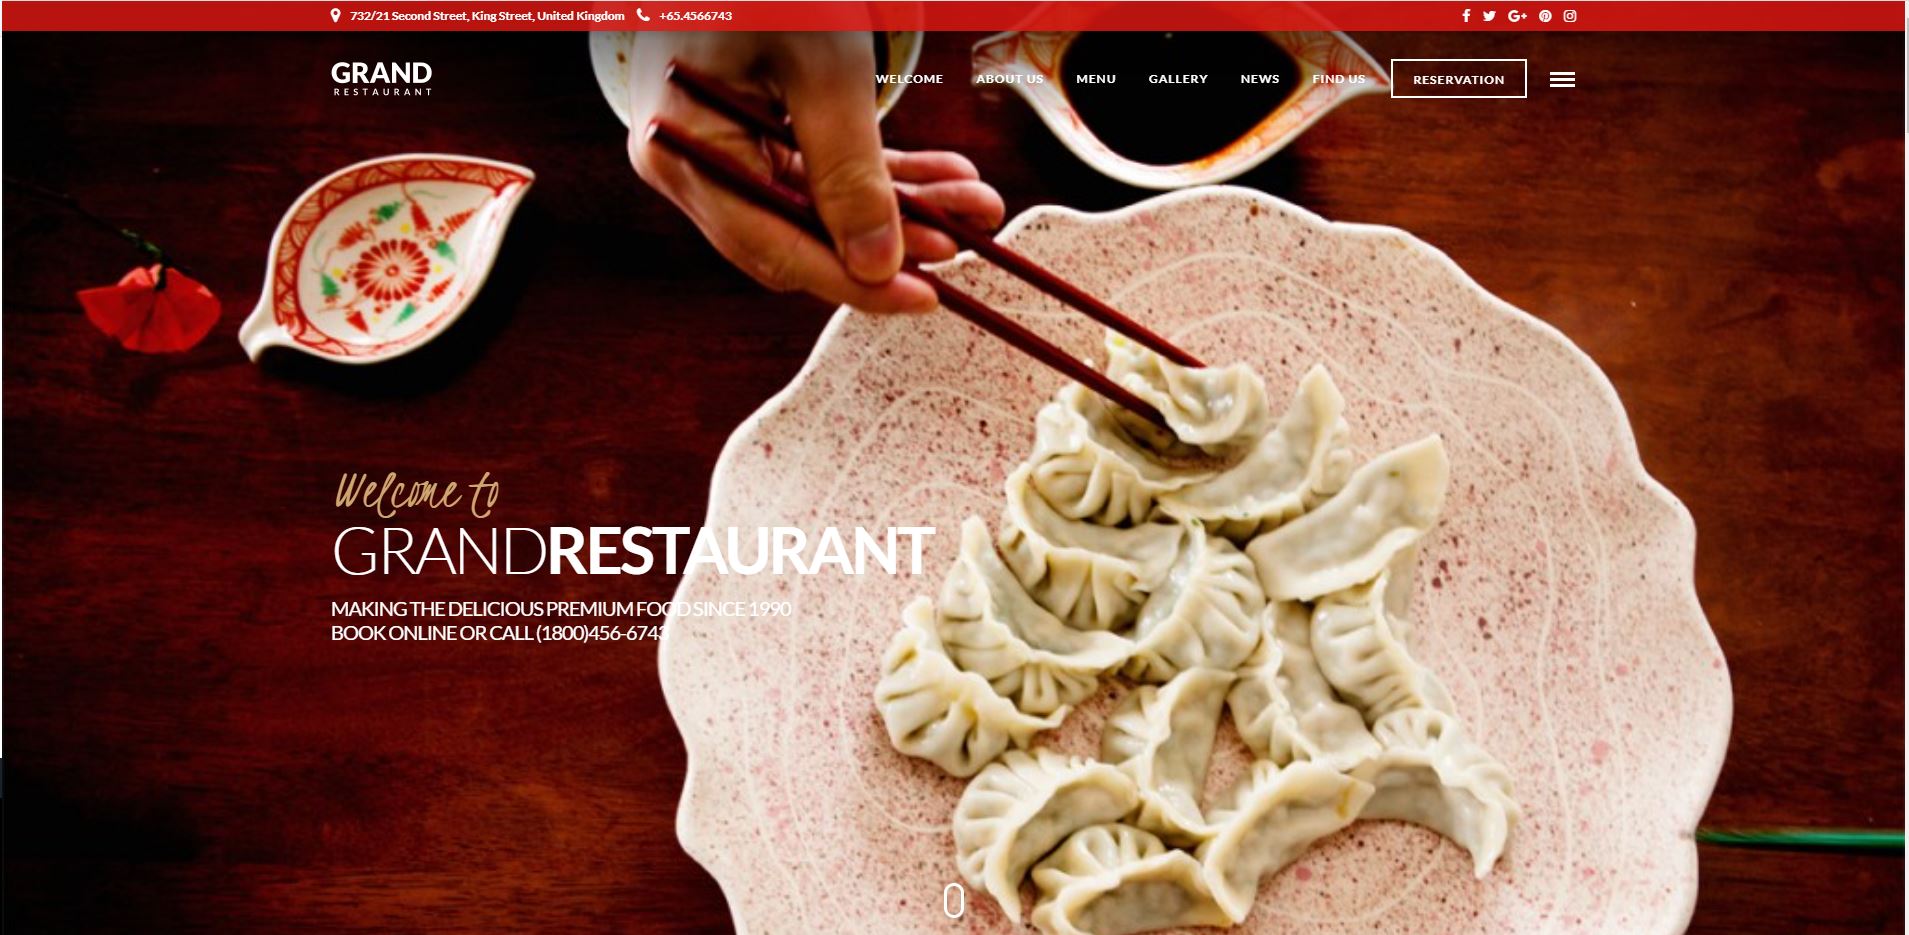 732/21 Second Street, King Street, United Kingdom +65.4566743
GRAND
RESTAURANT
WELCOME ABOUT US MENU GALLERY NEWS FIND US RESERVATION
Welcome to
GRANDRESTAURANT
MAKING THE DELICIOUS PREMIUM FOOD SINCE 1990
BOOK ONLINE OR CALL (1800)456-6743